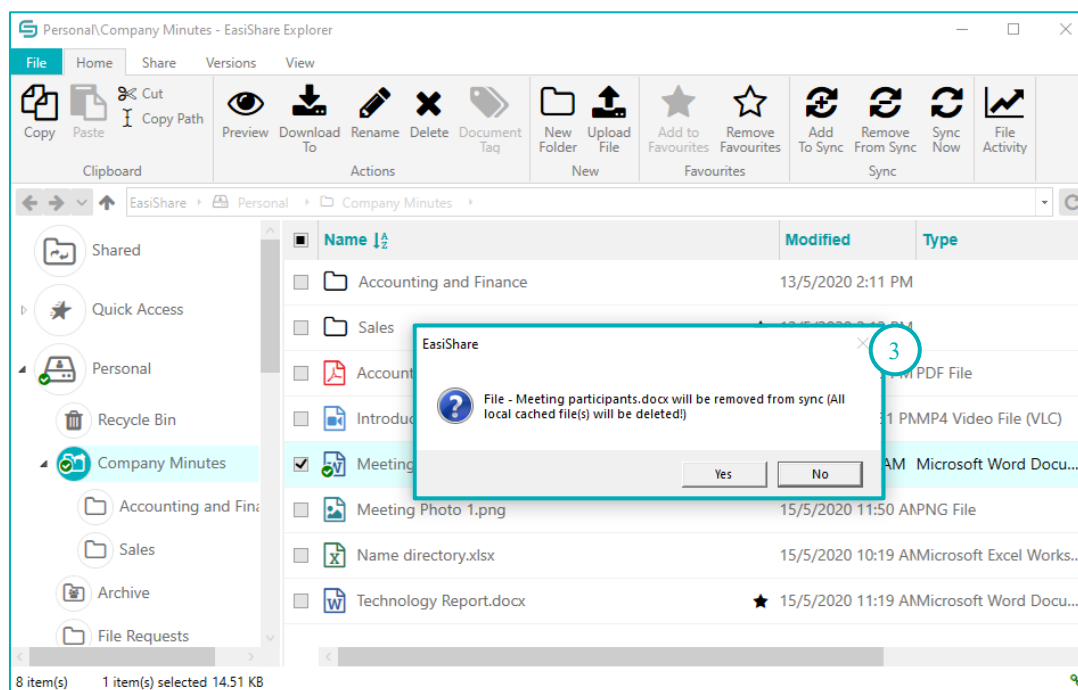 Personal\Company Minutes - EasiShare Explorer
File Home Share Versions View
Copy Paste Cut Copy Path Preview Download To Rename Delete Document Tag New Folder Upload File Add to Favourites Remove Favourites Add To Sync Remove From Sync Sync Now File Activity
Clipboard Actions New Favourites Sync
EasiShare Personal Company Minutes
Shared
Quick Access
Personal
Recycle Bin
Company Minutes
Accounting and Fina
Sales
Archive
File Requests
Name Modified Type
Accounting and Finance 13/5/2020 2:11 PM
Sales
Account PDF File
Introduc 1 PM MP4 Video File (VLC)
Meeting AM Microsoft Word Docu...
Meeting Photo 1.png 15/5/2020 11:50 AM PNG File
Name directory.xlsx 15/5/2020 10:19 AM Microsoft Excel Works...
Technology Report.docx 15/5/2020 11:19 AM Microsoft Word Docu...
EasiShare
3
File - Meeting participants.docx will be removed from sync (All
local cached file(s) will be deleted!)
Yes No
8 item(s) 1 item(s) selected 14.51 KB